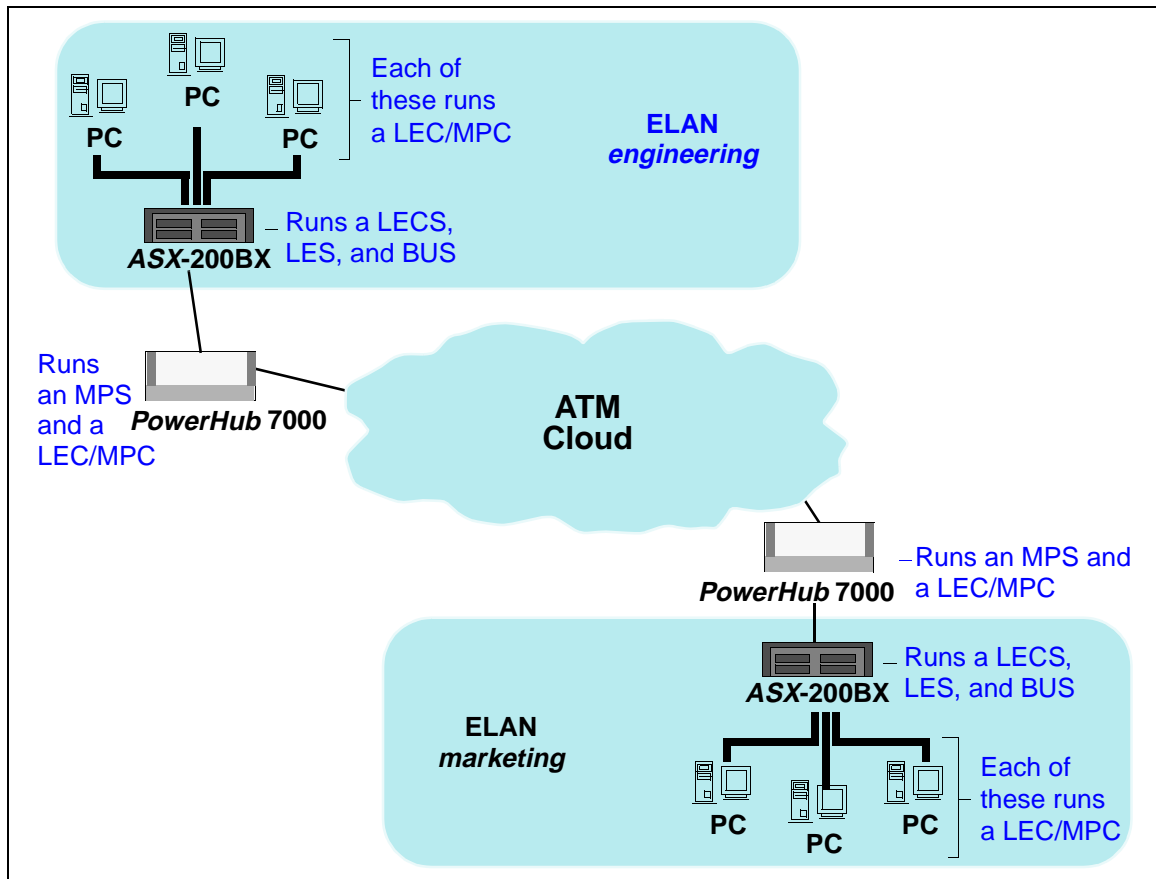 PC
PC
PC
Each of
these runs
a LEC/MPC
ELAN
engineering
Runs a LECS,
LES, and BUS
ASX-200BX
Runs
an MPS
and a
LEC/MPC
PowerHub 7000
ATM
Cloud
PowerHub 7000
Runs an MPS and
a LEC/MPC
ASX-200BX
Runs a LECS,
LES, and BUS
ELAN
marketing
PC
PC
PC
Each of
these runs
a LEC/MPC